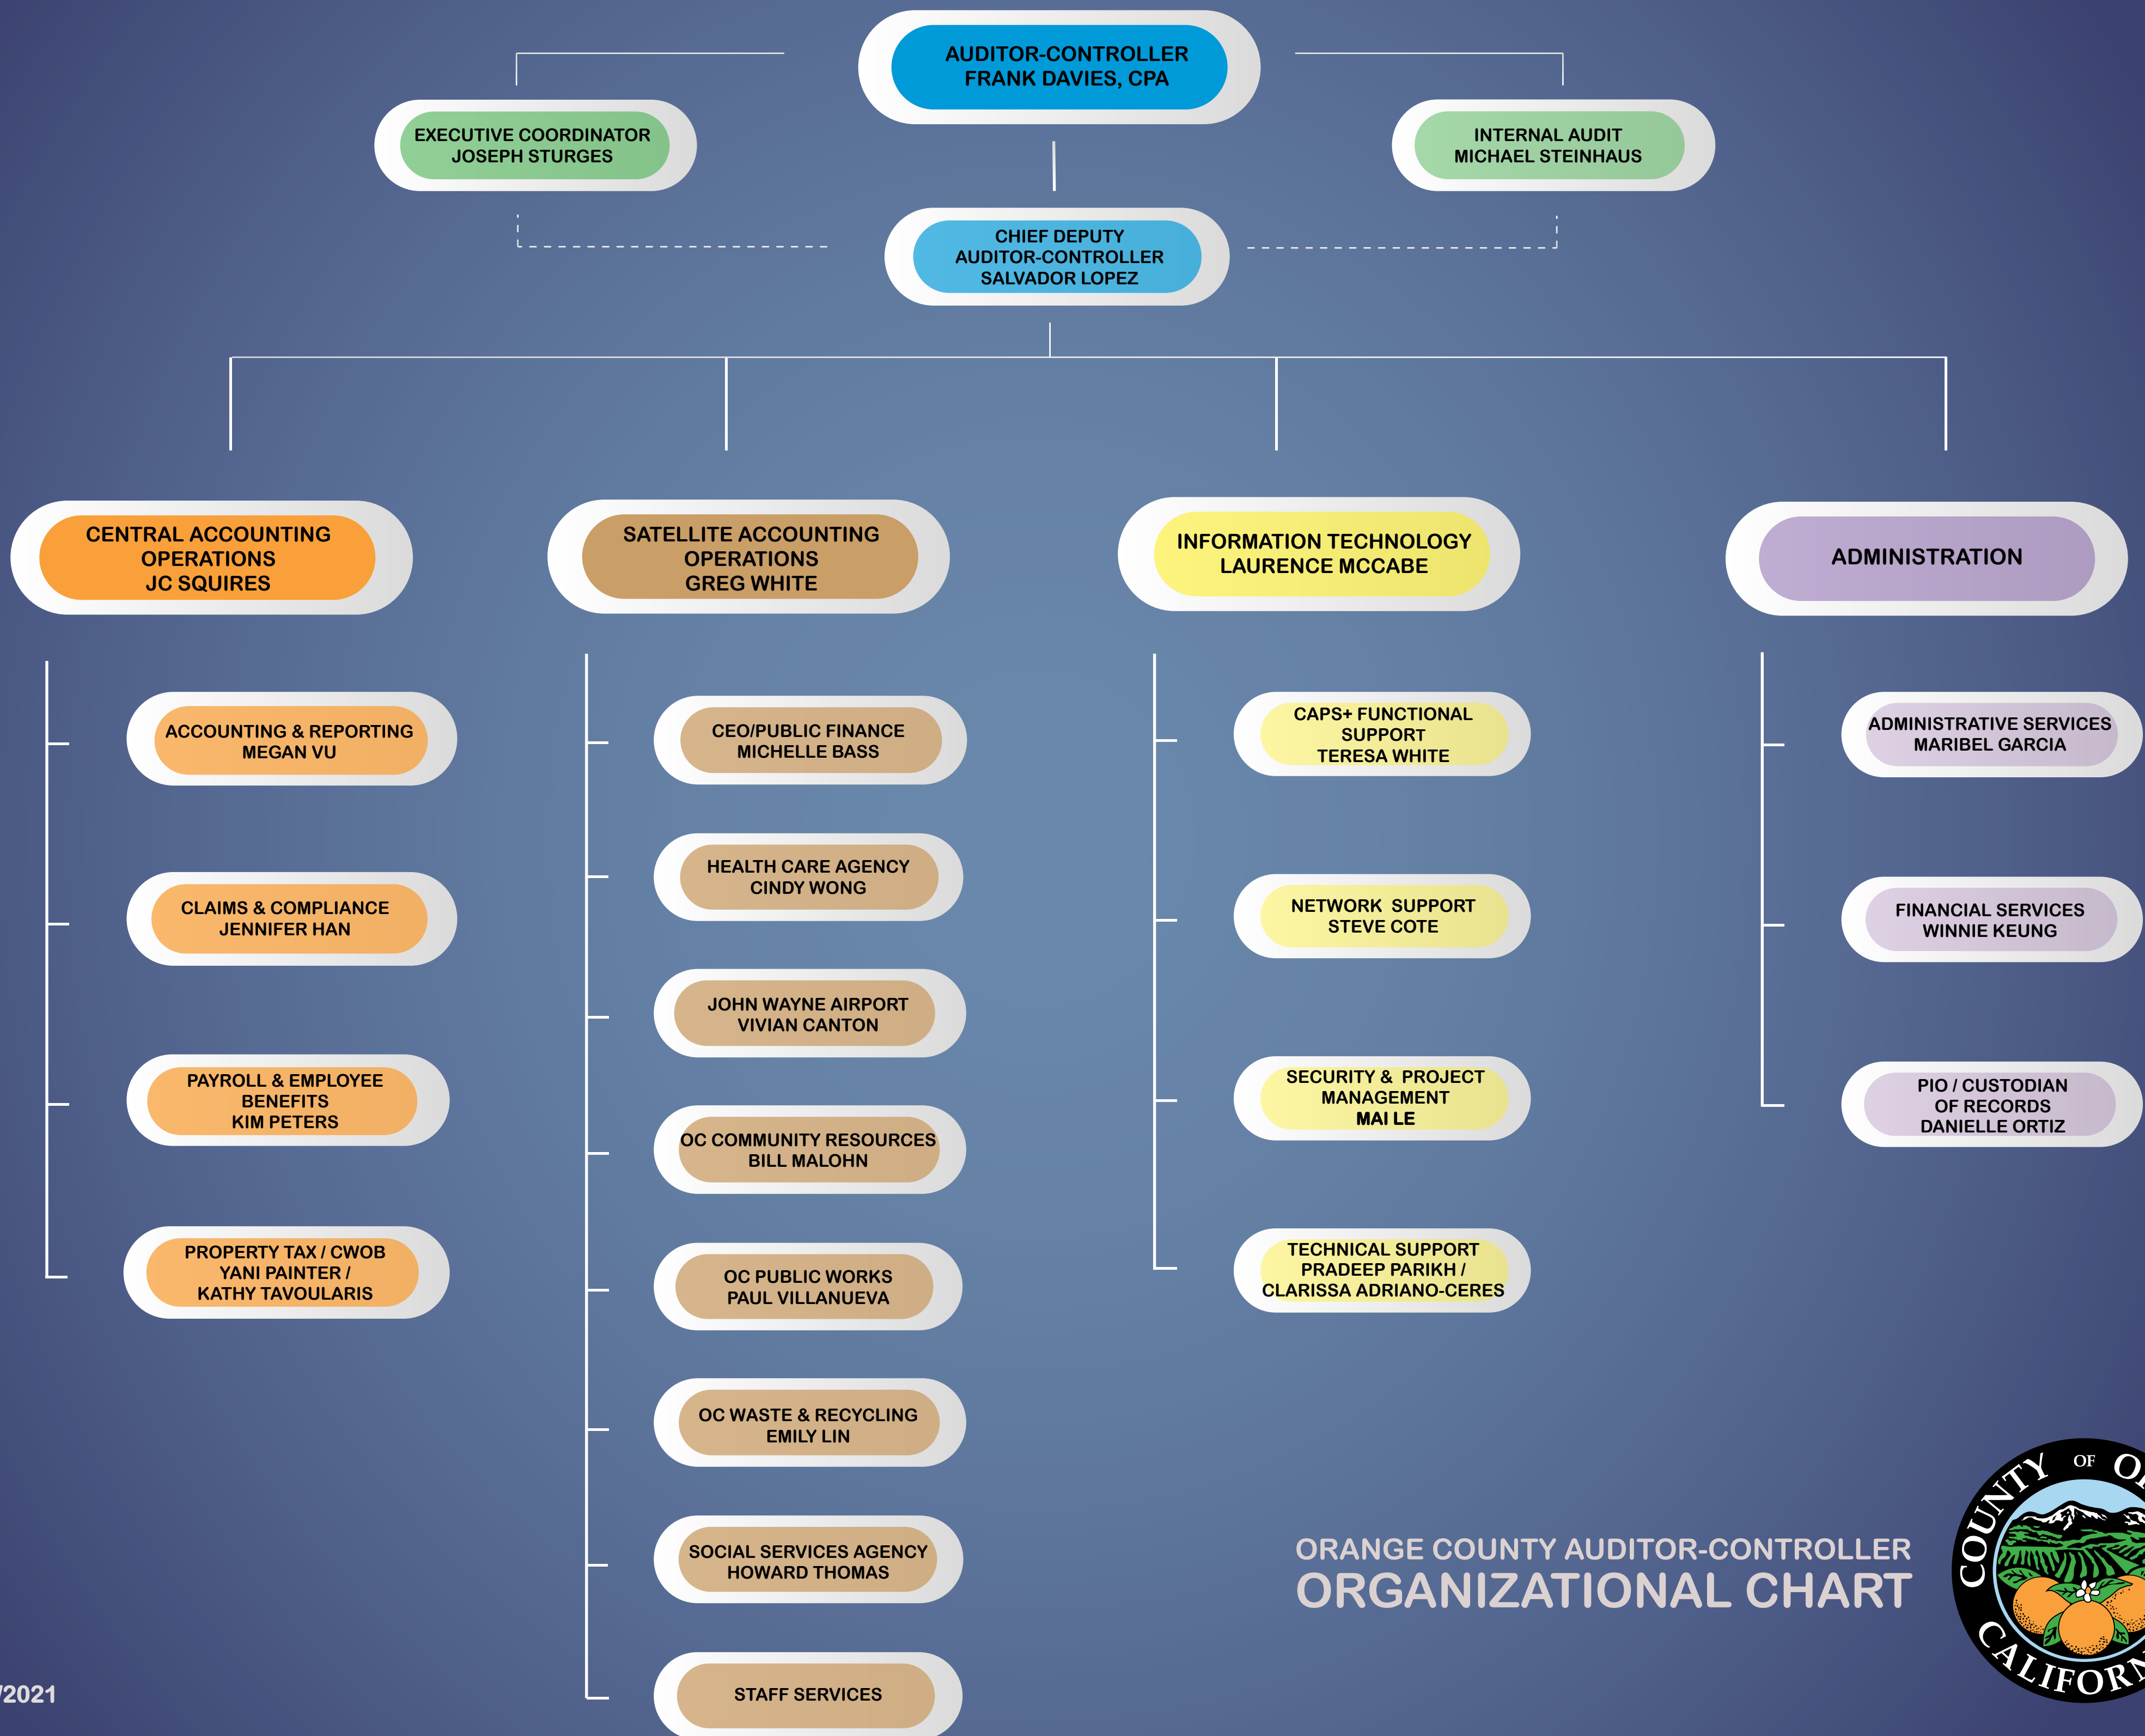 AUDITOR-CONTROLLER
FRANK DAVIES, CPA
EXECUTIVE COORDINATOR
JOSEPH STURGES
INTERNAL AUDIT
MICHAEL STEINHAUS
CHIEF DEPUTY
AUDITOR-CONTROLLER
SALVADOR LOPEZ
CENTRAL ACCOUNTING
OPERATIONS
JC SQUIRES
ACCOUNTING & REPORTING
MEGAN VU
CLAIMS & COMPLIANCE
JENNIFER HAN
PAYROLL & EMPLOYEE
BENEFITS
KIM PETERS
PROPERTY TAX / CWOB
YANI PAINTER /
KATHY TAVOULARIS
SATELLITE ACCOUNTING
OPERATIONS
GREG WHITE
CEO/PUBLIC FINANCE
MICHELLE BASS
HEALTH CARE AGENCY
CINDY WONG
JOHN WAYNE AIRPORT
VIVIAN CANTON
OC COMMUNITY RESOURCES
BILL MALOHN
OC PUBLIC WORKS
PAUL VILLANUEVA
OC WASTE & RECYCLING
EMILY LIN
SOCIAL SERVICES AGENCY
HOWARD THOMAS
STAFF SERVICES
INFORMATION TECHNOLOGY
LAURENCE MCCABE
CAPS+ FUNCTIONAL
SUPPORT
TERESA WHITE
NETWORK  SUPPORT
STEVE COTE
SECURITY &  PROJECT
MANAGEMENT
MAI LE
TECHNICAL SUPPORT
PRADEEP PARIKH /
CLARISSA ADRIANO-CERES
ADMINISTRATION
ADMINISTRATIVE SERVICES
MARIBEL GARCIA
FINANCIAL SERVICES
WINNIE KEUNG
PIO / CUSTODIAN
OF RECORDS
DANIELLE ORTIZ
ORANGE COUNTY AUDITOR-CONTROLLER
ORGANIZATIONAL CHART
COUNTY OF
/2021